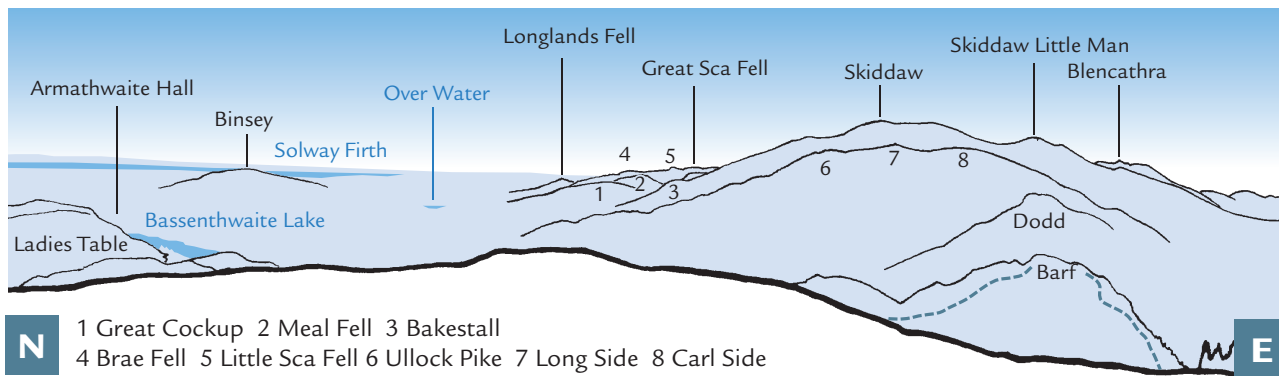 Longlands Fell
Skiddaw Little Man
Great Sca Fell
Skiddaw
Blencathra
Armathwaite Hall
Over Water
Binsey
Solway Firth
4
5
6
7
8
1
2
3
Bassenthwaite Lake
Dodd
Ladies Table
Barf
N
1 Great Cockup 2 Meal Fell 3 Bakestall
4 Brae Fell 5 Little Sca Fell 6 Ullock Pike 7 Long Side 8 Carl Side
E